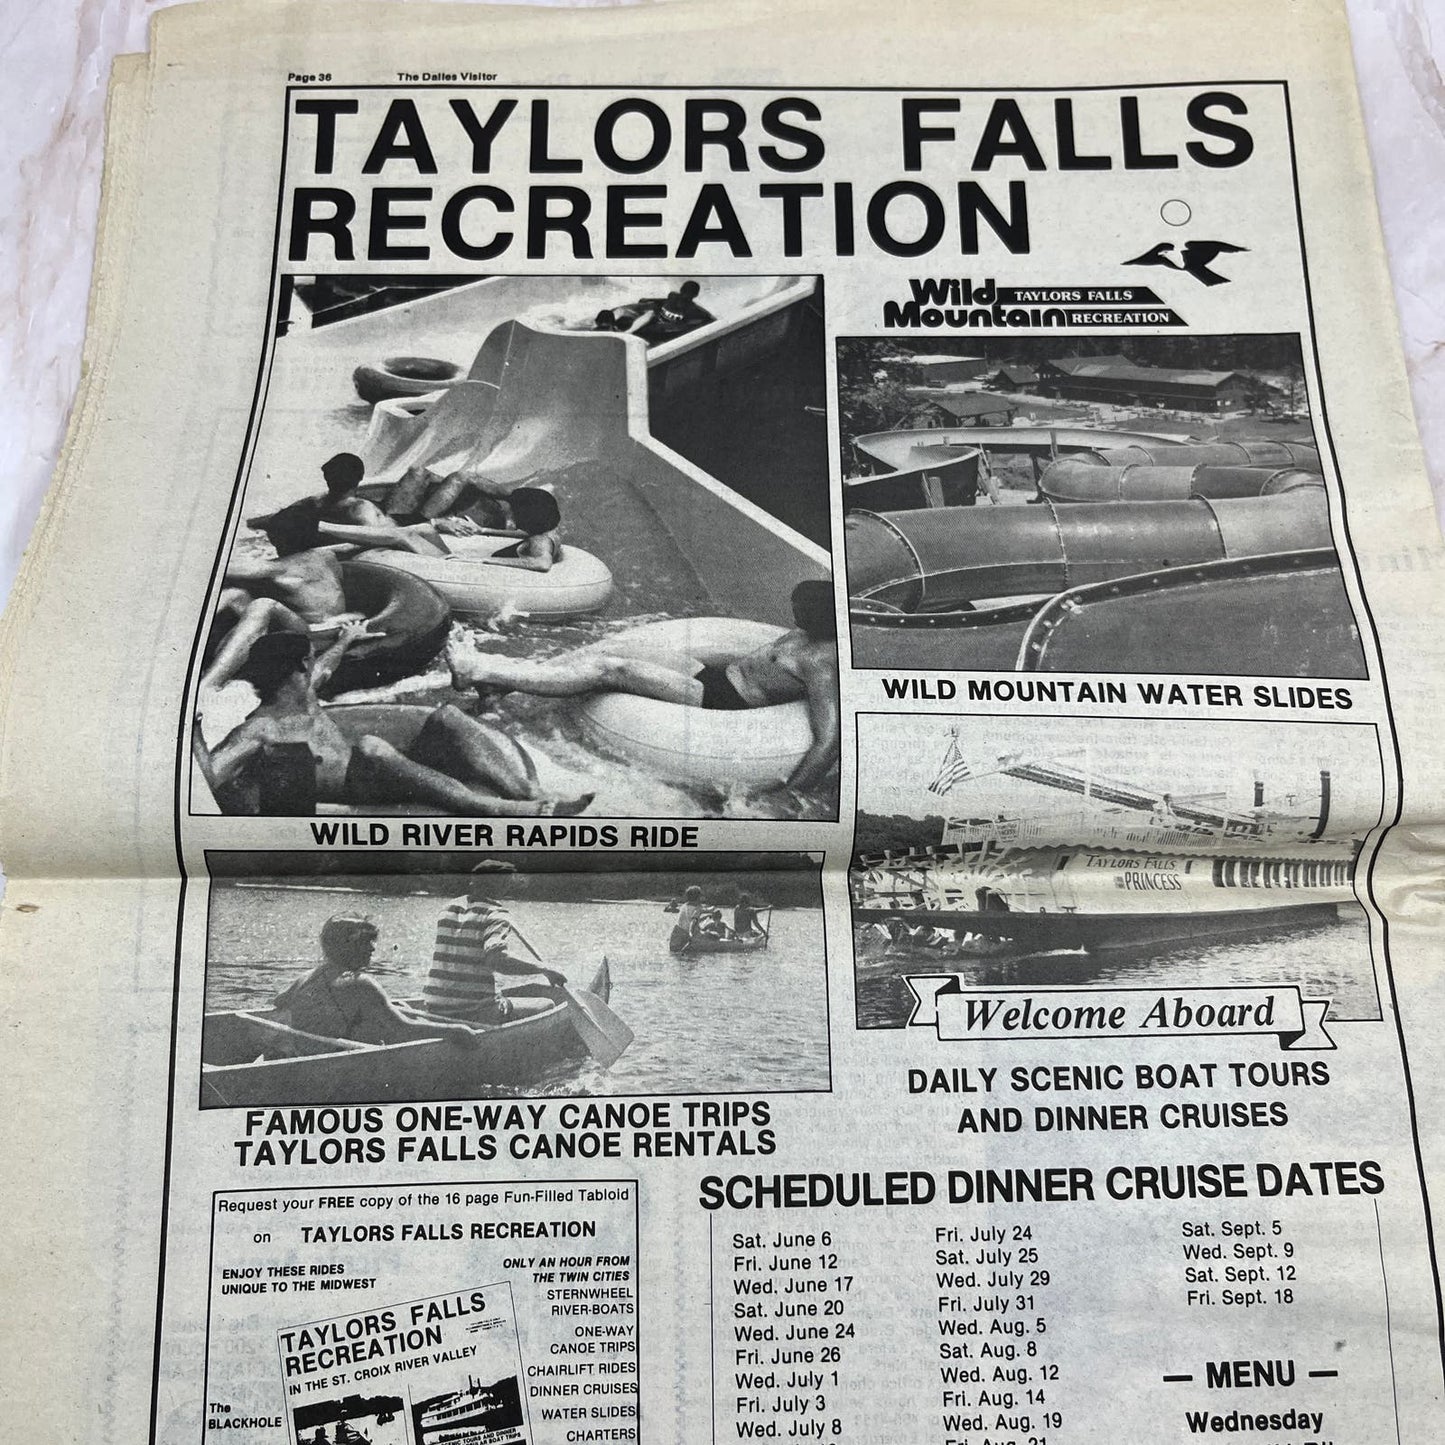 Page 36
The Dalles Visitor
TAYLORS FALLS
RECREATION
Wild
Mountain
TAYLORS FALLS
RECREATION
WILD MOUNTAIN WATER SLIDES
WILD RIVER RAPIDS RIDE
TAYLORS FALLS
PRINCESS
Welcome Aboard
DAILY SCENIC BOAT TOURS
AND DINNER CRUISES
FAMOUS ONE-WAY CANOE TRIPS
TAYLORS FALLS CANOE RENTALS
Request your FREE copy of the 16 page Fun-Filled Tabloid
on TAYLORS FALLS RECREATION
ENJOY THESE RIDES
UNIQUE TO THE MIDWEST
ONLY AN HOUR FROM
THE TWIN CITIES
STERNWHEEL
RIVER-BOATS
ONE-WAY
CANOE TRIPS
CHAIRLIFT RIDES
DINNER CRUISES
WATER SLIDES
CHARTERS
TAYLORS FALLS
RECREATION
IN THE ST. CROIX RIVER VALLEY
The
BLACKHOLE
SCHEDULED DINNER CRUISE DATES
Sat. June 6
Fri. June 12
Wed. June 17
Sat. June 20
Wed. June 24
Fri. June 26
Wed. July 1
Fri. July 3
Wed. July 8
Fri. July 24
Sat. July 25
Wed. July 29
Fri. July 31
Wed. Aug. 5
Sat. Aug. 8
Wed. Aug. 12
Fri. Aug. 14
Wed. Aug. 19
Fri. Aug. 21
Sat. Sept. 5
Wed. Sept. 9
Sat. Sept. 12
Fri. Sept. 18
— MENU —
Wednesday